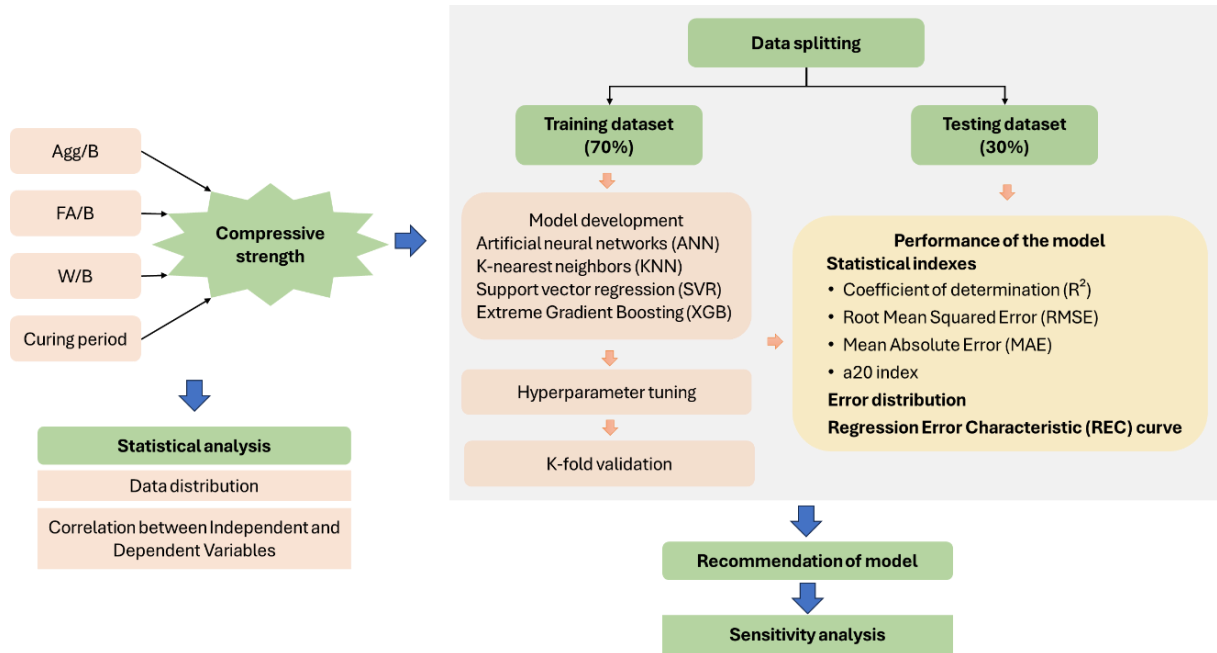 Agg/B
FA/B
W/B
Curing period
Compressive
strength
Statistical analysis
Data distribution
Correlation between Independent and
Dependent Variables
Data splitting
Training dataset
(70%)
Testing dataset
(30%)
Model development
Artificial neural networks (ANN)
K-nearest neighbors (KNN)
Support vector regression (SVR)
Extreme Gradient Boosting (XGB)
Hyperparameter tuning
K-fold validation
Performance of the model
Statistical indexes
• Coefficient of determination (R²)
• Root Mean Squared Error (RMSE)
• Mean Absolute Error (MAE)
• a20 index
Error distribution
Regression Error Characteristic (REC) curve
Recommendation of model
Sensitivity analysis